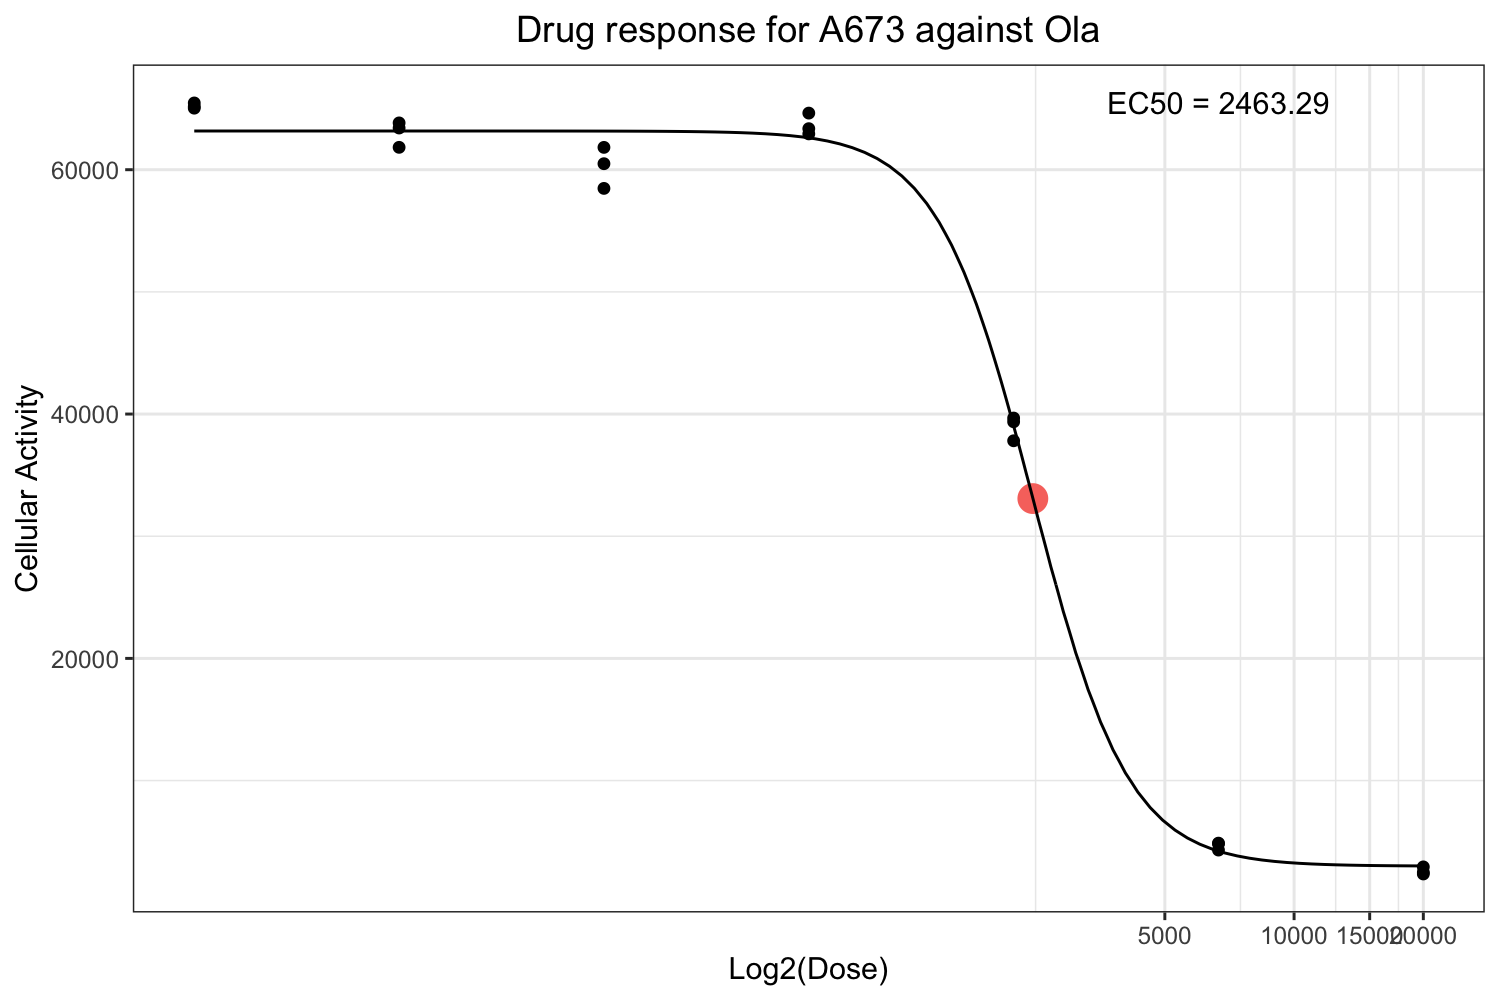 Drug response for A673 against Ola
EC50 = 2463.29
60000
40000
20000
Cellular Activity
5000 10000 15000 20000
Log2(Dose)